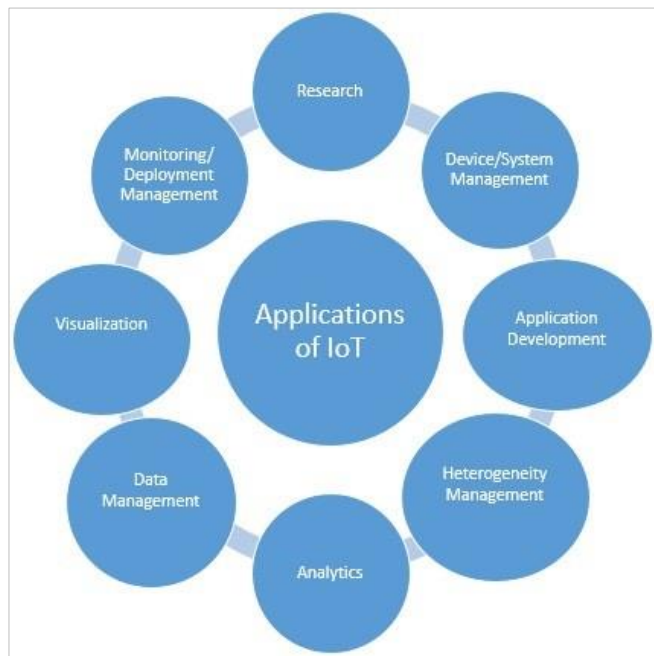 Research
Device/System
Management
Application
Development
Heterogeneity
Management
Analytics
Data
Management
Visualization
Monitoring/
Deployment
Management
Applications
of IoT